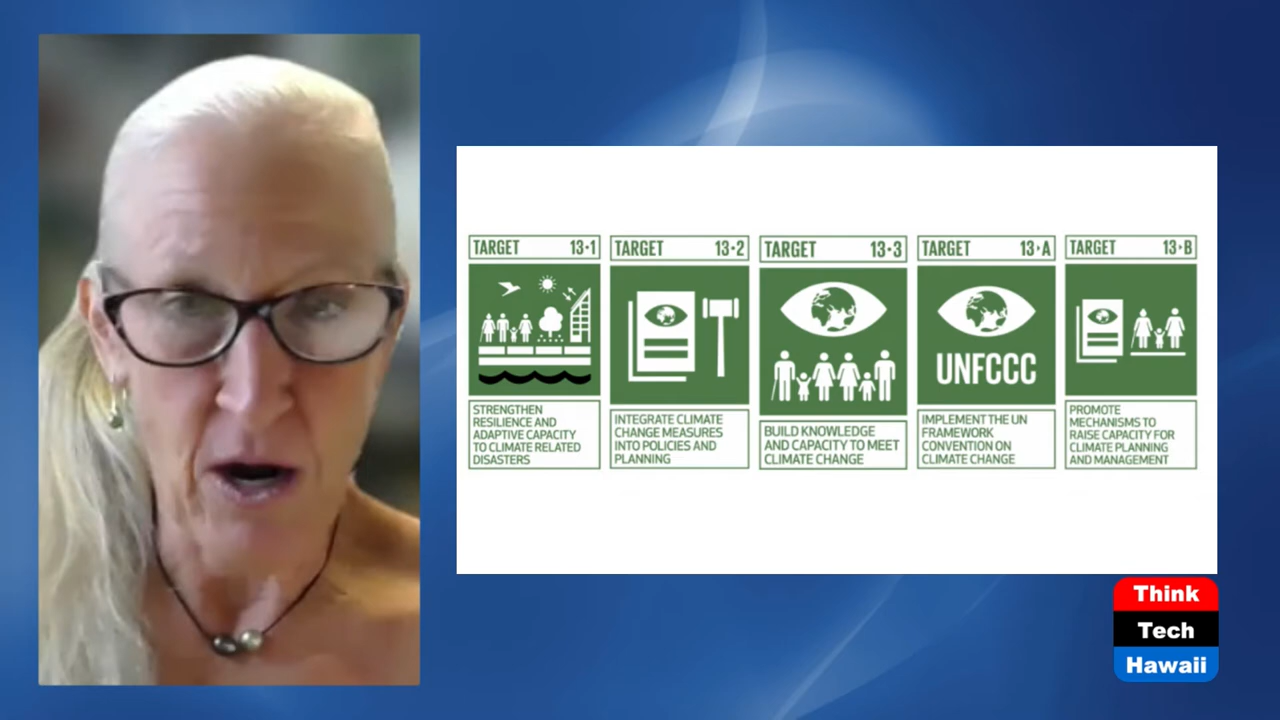 TARGET 13·1
STRENGTHEN
RESILIENCE AND
ADAPTIVE CAPACITY
TO CLIMATE RELATED
DISASTERS
TARGET 13·2
INTEGRATE CLIMATE
CHANGE MEASURES
INTO POLICIES AND
PLANNING
TARGET 13·3
BUILD KNOWLEDGE
AND CAPACITY TO MEET
CLIMATE CHANGE
TARGET 13·A
UNFCCC
IMPLEMENT THE UN
FRAMEWORK
CONVENTION ON
CLIMATE CHANGE
TARGET 13·B
PROMOTE
MECHANISMS TO
RAISE CAPACITY FOR
CLIMATE PLANNING
AND MANAGEMENT
Think
Tech
Hawaii